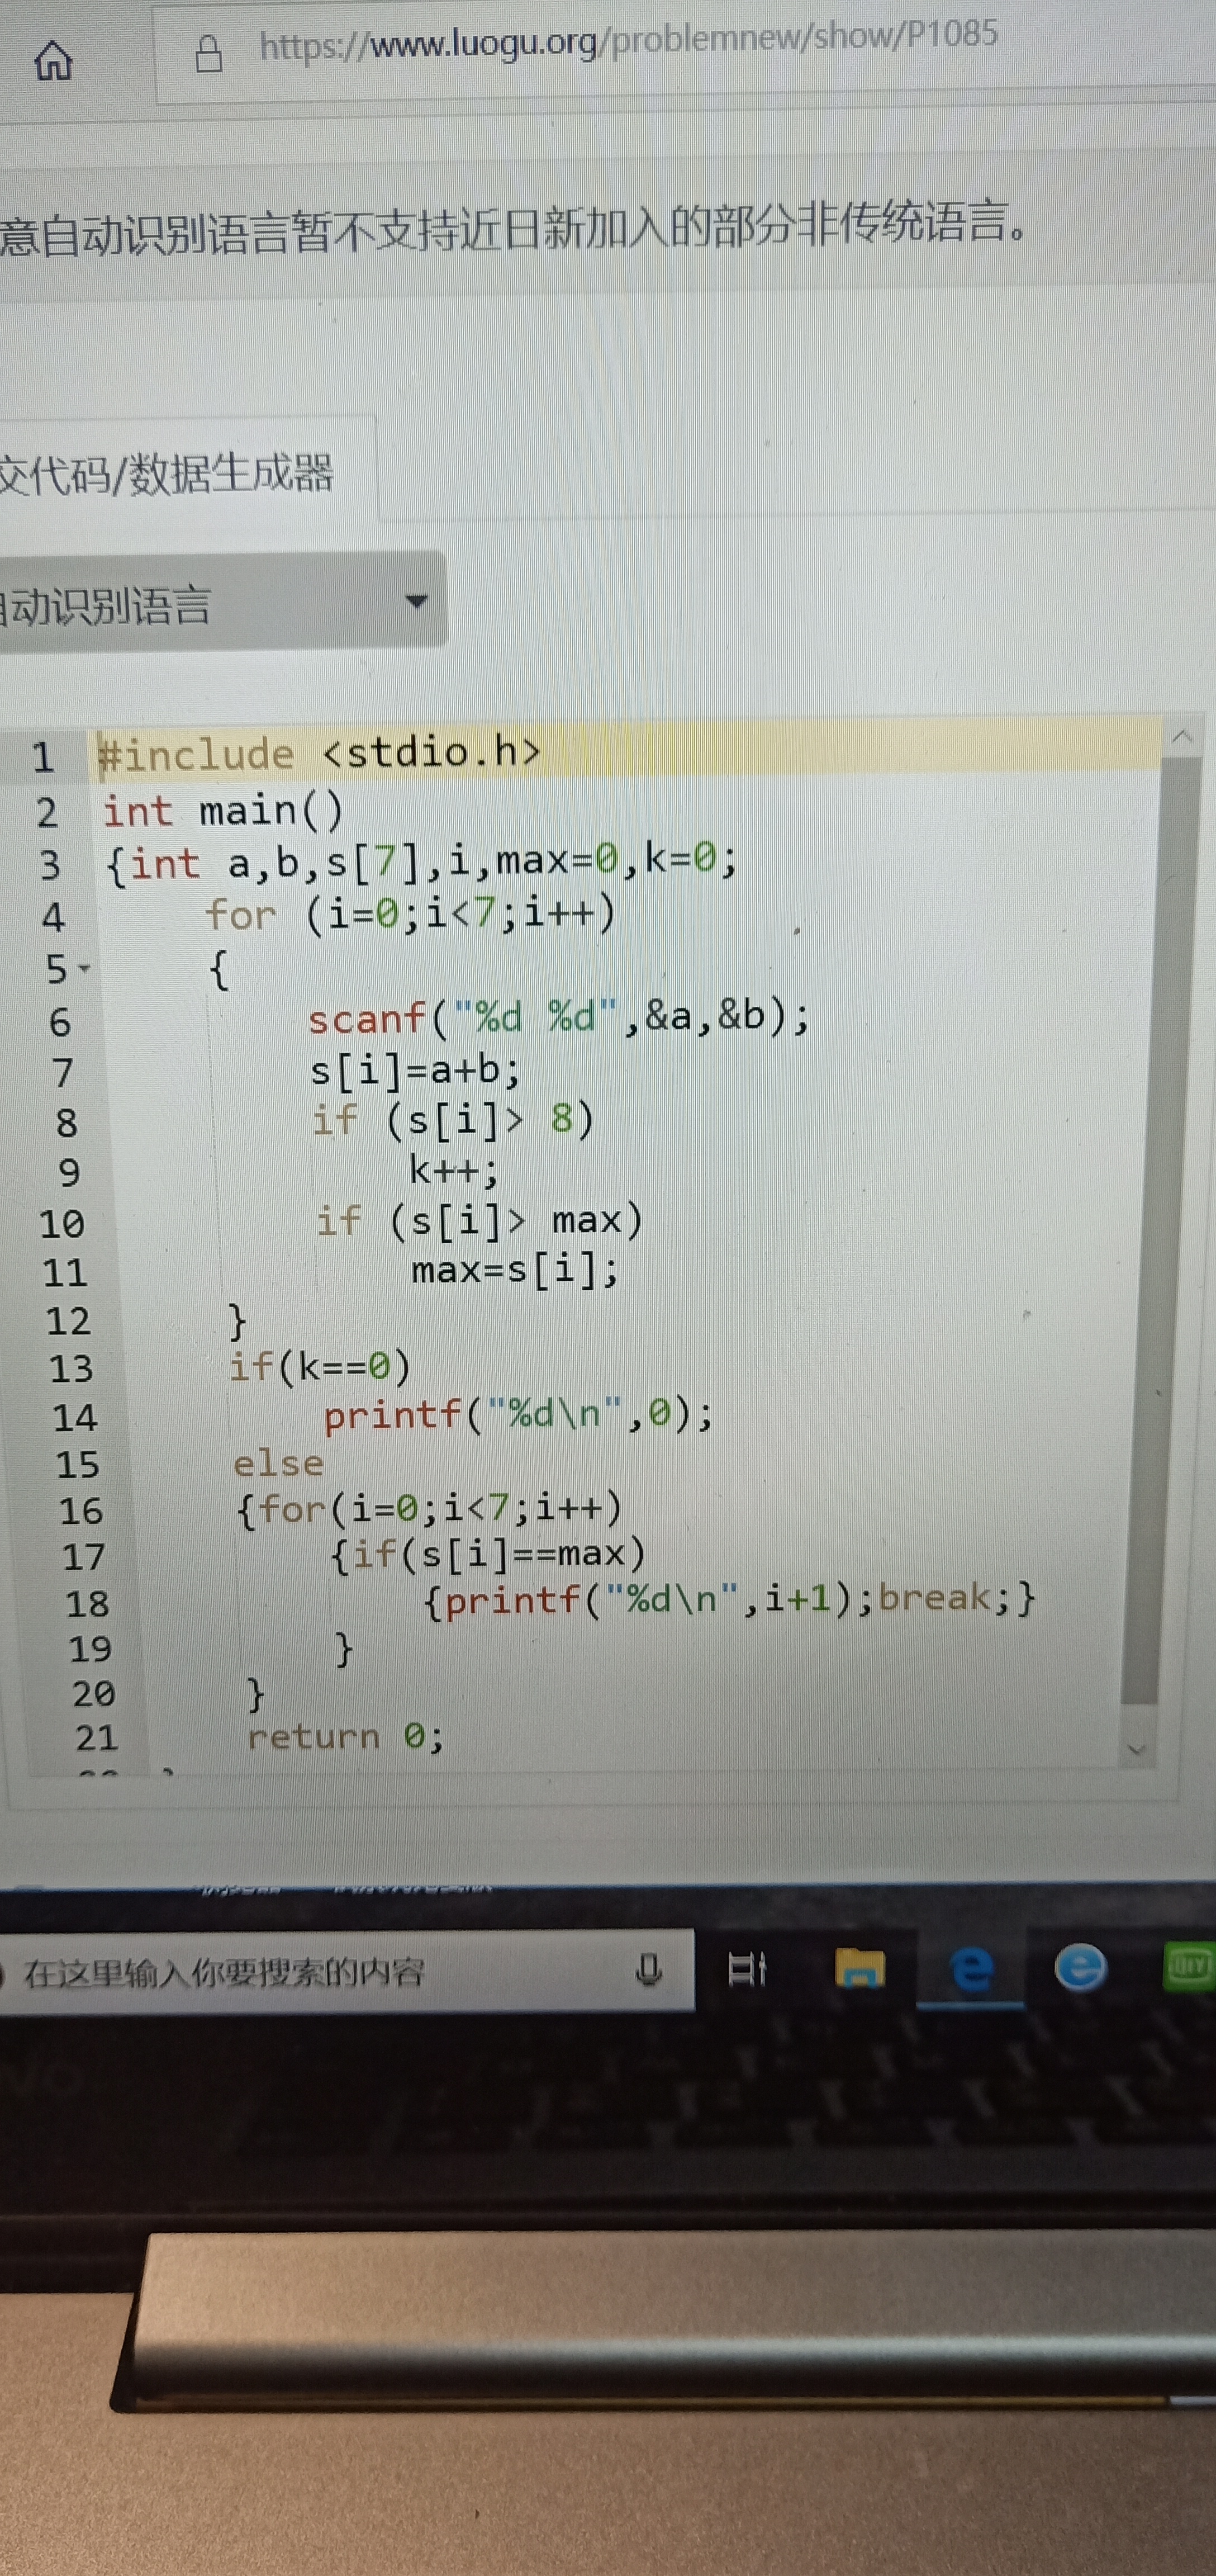 https://www.luogu.org/problemnew/show/P1085
意自动识别语言暂不支持近日新加入的部分非传统语言。
交代码/数据生成器
自动识别语言
1 #include <stdio.h>
2 int main()
3 {int a,b,s[7],i,max=0,k=0;
4 for (i=0;i<7;i++)
5 {
6 scanf("%d %d",&a,&b);
7 s[i]=a+b;
8 if (s[i]> 8)
9 k++;
10 if (s[i]> max)
11 max=s[i];
12 }
13 if(k==0)
14 printf("%d\n",0);
15 else
16 {for(i=0;i<7;i++)
17 {if(s[i]==max)
18 {printf("%d\n",i+1);break;}
19 }
20 }
21 return 0;
在这里输入你要搜索的内容